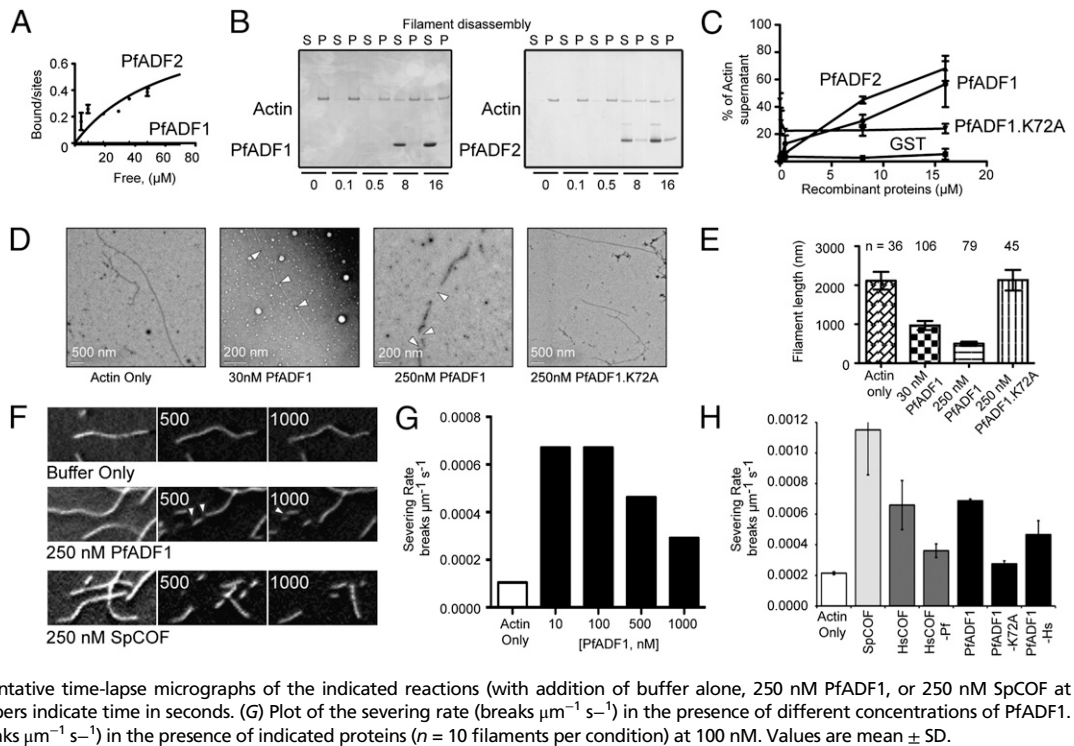 A
0.6
PfADF2
0.4
Bound/sites
0.2
PfADF1
0
0 20 40 60 80
Free, (µM)
B
Filament disassembly
S P S P S P S P S P
S P S P S P S P S P
Actin
Actin
PfADF1
PfADF2
0 0.1 0.5 8 16
0 0.1 0.5 8 16
C
100
80
60
40
20
% of Actin
supernatant
PfADF2
PfADF1
PfADF1.K72A
GST
0 5 10 15 20
Recombinant proteins (µM)
D
500 nm
200 nm
200 nm
500 nm
Actin Only
30nM PfADF1
250nM PfADF1
250nM PfADF1.K72A
E
n = 36 106 79 45
3000
2000
1000
0
Filament length (nm)
Actin
only
30 nM
PfADF1
250 nM
PfADF1
250 nM
PfADF1.K72A
F
500
1000
Buffer Only
500
1000
250 nM PfADF1
500
1000
250 nM SpCOF
G
0.0008
0.0006
0.0004
0.0002
0.0000
Severing Rate
breaks µm-1 s-1
Actin
Only
10 100 500 1000
[PfADF1, nM]
H
0.0012
0.0010
0.0008
0.0006
0.0004
0.0002
0.0000
Severing Rate
breaks µm-1 s-1
Actin
Only
SpCOF
HsCOF
HsCOF
-Pf
PfADF1
PfADF1
-K72A
PfADF1
-Hs
ntative time-lapse micrographs of the indicated reactions (with addition of buffer alone, 250 nM PfADF1, or 250 nM SpCOF at
bers indicate time in seconds. (G) Plot of the severing rate (breaks µm−1 s−1) in the presence of different concentrations of PfADF1.
aks µm−1 s−1) in the presence of indicated proteins (n = 10 filaments per condition) at 100 nM. Values are mean ± SD.